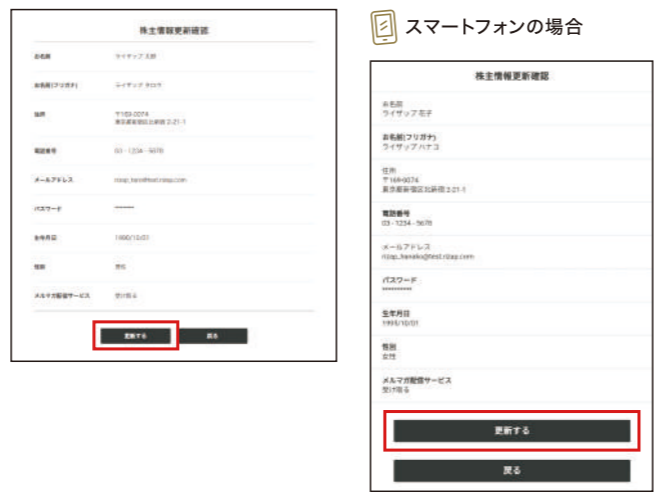 株主情報更新確認
お名前
ライザップ 太郎
お名前(フリガナ)
ライザップ タロウ
住所
〒169-0074
東京都新宿区北新宿 2-21-1
電話番号
03 - 1234 - 5678
メールアドレス
パスワード
********
生年月日
1990/10/01
性別
男性
メルマガ配信サービス
受け取る
更新する
戻る
スマートフォンの場合
株主情報更新確認
お名前
ライザップ 花子
お名前(フリガナ)
ライザップ ハナコ
住所
〒169-0074
東京都新宿区北新宿 2-21-1
電話番号
03 - 1234 - 5678
メールアドレス
rizap_hanako@test.rizap.com
パスワード
**********
生年月日
1995/10/01
性別
女性
メルマガ配信サービス
受け取る
更新する
戻る